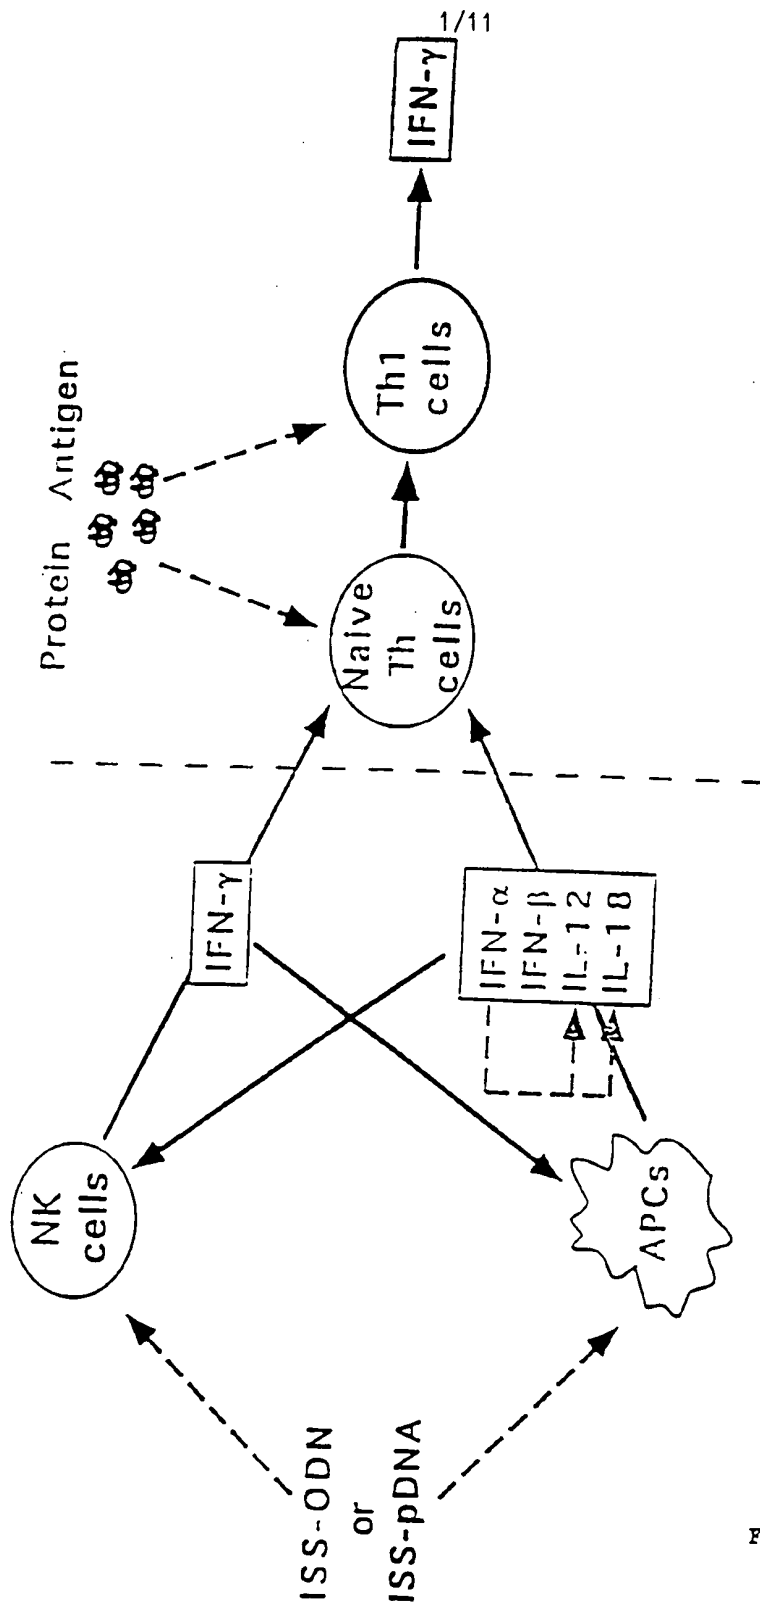 1/11
ISS-ODN
or
ISS-pDNA
NK
cells
APCs
IFN-γ
IFN-α
IFN-β
IL-12
IL-18
Protein Antigen
Naive
Th
cells
Th1
cells
IFN-γ
F